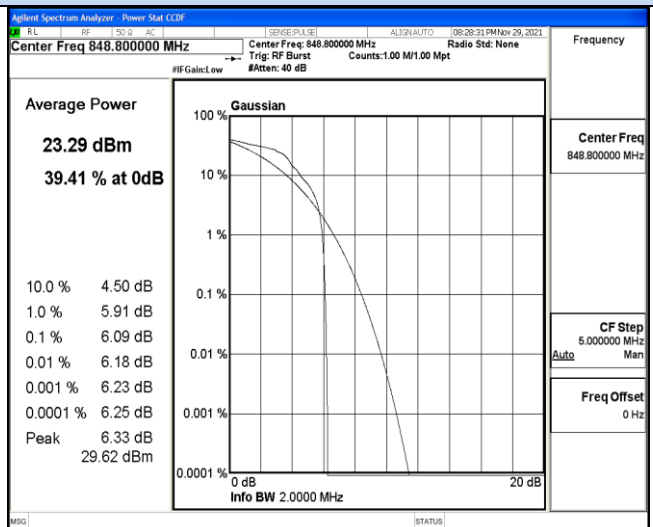 Agilent Spectrum Analyzer - Power Stat CCDF
RL RF 50 Ω AC SENSE:PULSE ALIGN AUTO 08:28:31 PM Nov 29, 2021
Center Freq 848.800000 MHz
Center Freq: 848.800000 MHz Radio Std: None
Trig: RF Burst Counts:1.00 M/1.00 Mpt
#IFGain:Low #Atten: 40 dB
Frequency
Average Power
23.29 dBm
39.41 % at 0dB
10.0 % 4.50 dB
1.0 % 5.91 dB
0.1 % 6.09 dB
0.01 % 6.18 dB
0.001 % 6.23 dB
0.0001 % 6.25 dB
Peak 6.33 dB
29.62 dBm
Gaussian
100 %
10 %
1 %
0.1 %
0.01 %
0.001 %
0.0001 %
0 dB 20 dB
Info BW 2.0000 MHz
Center Freq
848.800000 MHz
CF Step
5.000000 MHz
Auto Man
Freq Offset
0 Hz
MSG STATUS